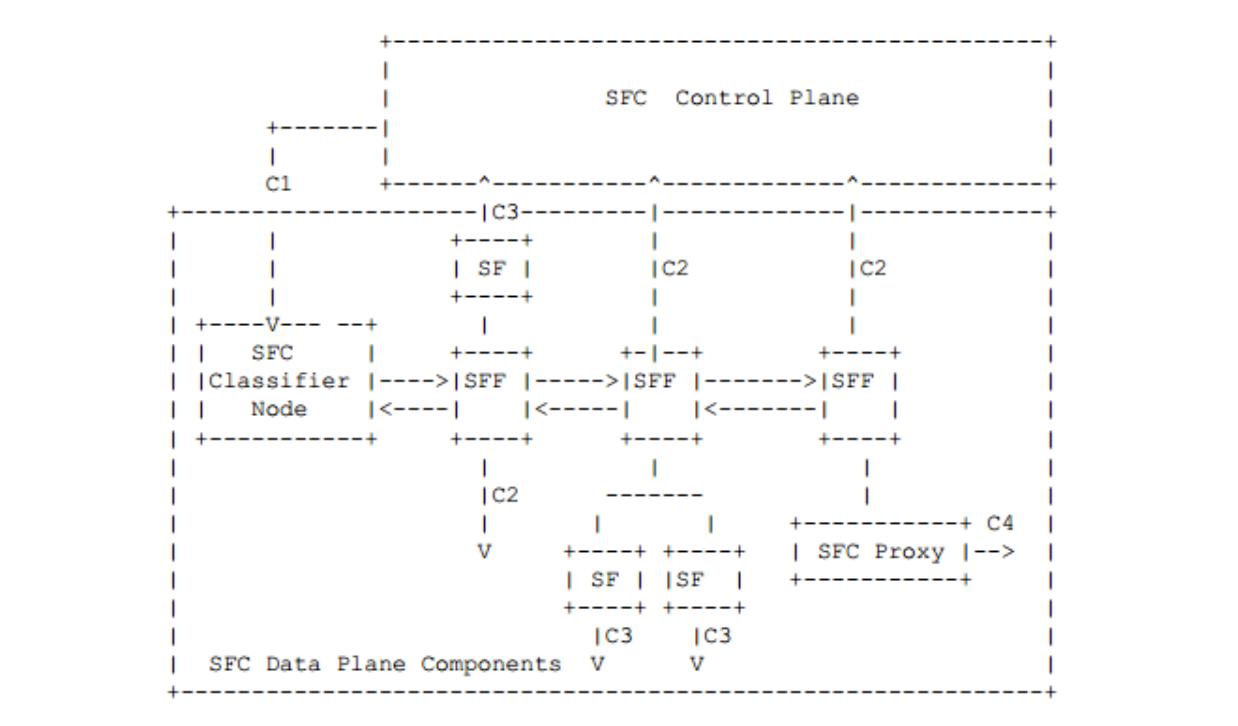 +----------------------------------------------+
|                                              |
|               SFC  Control Plane             |
+-------|                                              |
|       |                                              |
C1      +------^-----------^-------------^-------------+
+---------------------|C3---------|-------------|-------------+
|      |            +----+        |             |             |
|      |            | SF |        |C2           |C2           |
|      |            +----+        |             |             |
| +----V--- --+       |           |             |             |
| |   SFC     |     +----+      +-|--+        +----+          |
| |Classifier |---->|SFF |----->|SFF |------->|SFF |          |
| |   Node    |<----|    |<-----|    |<-------|    |          |
| +-----------+     +----+      +----+        +----+          |
|                     |           |              |            |
|                     |C2      -------           |            |
|                     |       |       |     +-----------+ C4  |
|                     V     +----+ +----+   | SFC Proxy |-->  |
|                           | SF | |SF  |   +-----------+     |
|                           +----+ +----+                     |
|                             |C3    |C3                      |
|  SFC Data Plane Components  V      V                        |
+-------------------------------------------------------------+